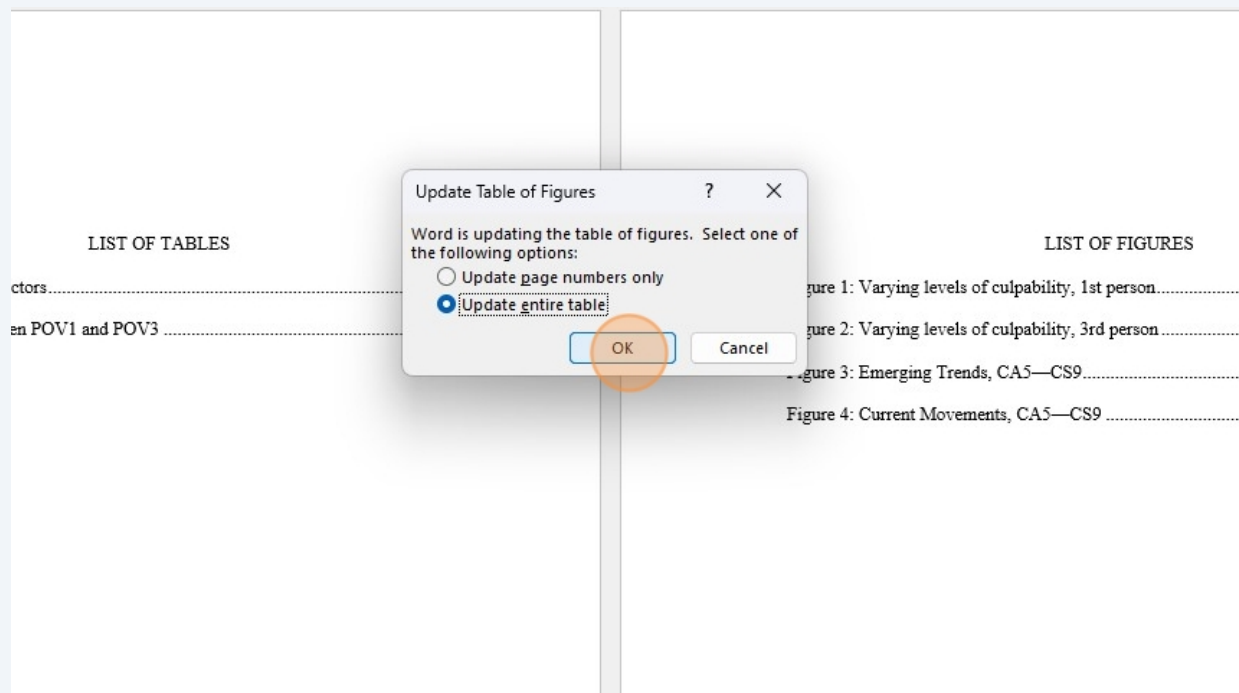 Update Table of Figures ? X
Word is updating the table of figures. Select one of
the following options:
Update page numbers only
Update entire table
OK Cancel
LIST OF TABLES
ctors
en POV1 and POV3
LIST OF FIGURES
gure 1: Varying levels of culpability, 1st person
gure 2: Varying levels of culpability, 3rd person
Figure 3: Emerging Trends, CA5—CS9
Figure 4: Current Movements, CA5—CS9